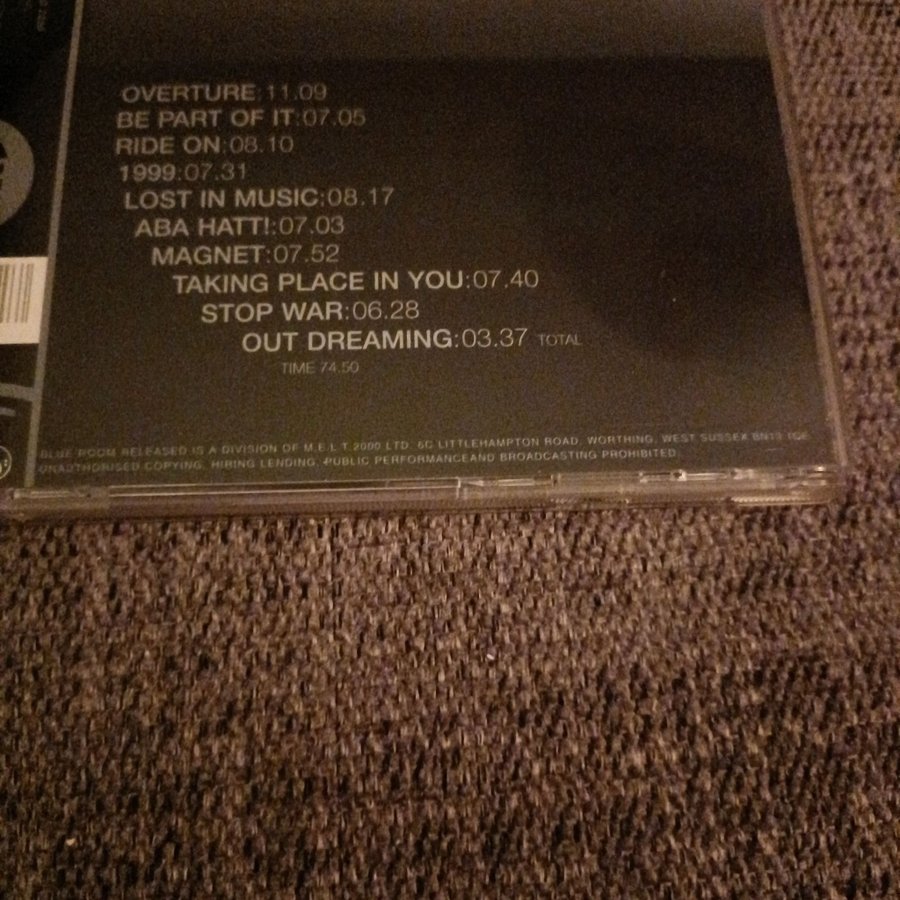 OVERTURE:11.09
BE PART OF IT:07.05
RIDE ON:08.10
1999:07.31
LOST IN MUSIC:08.17
ABA HATT!:07.03
MAGNET:07.52
TAKING PLACE IN YOU:07.40
STOP WAR:06.28
OUT DREAMING:03.37 TOTAL
TIME 74.50
BLUE ROOM RELEASED IS A DIVISION OF M.E.L.T.2000 LTD. 6C LITTLEHAMPTON ROAD, WORTHING, WEST SUSSEX BN13
UNAUTHORISED COPYING, HIRING LENDING, PUBLIC PERFORMANCEAND BROADCASTING PROHIBITED.